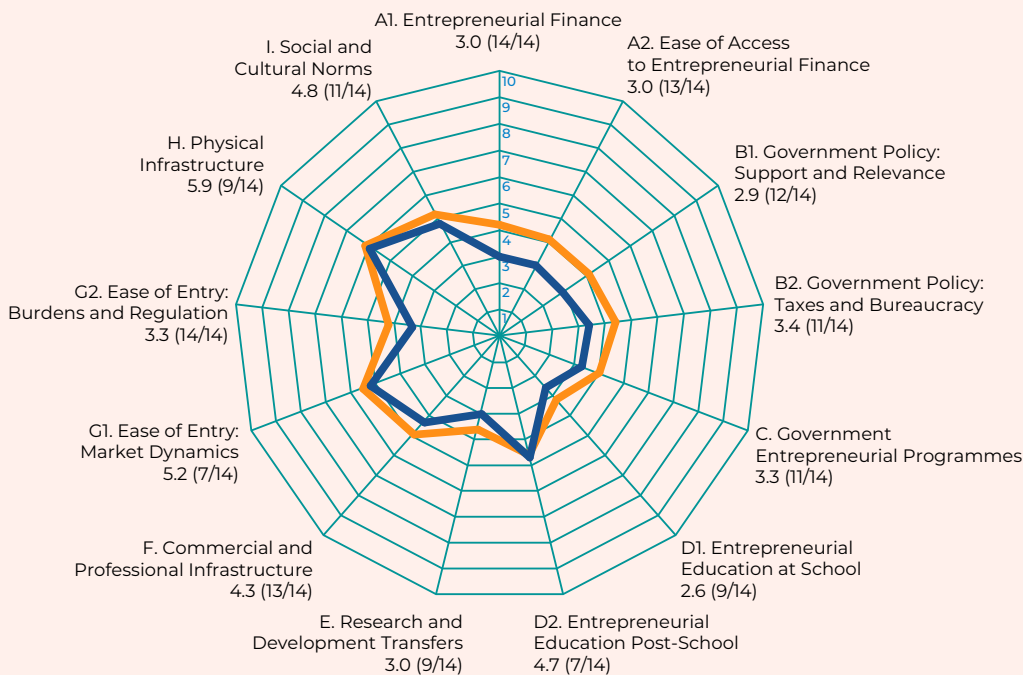 A1. Entrepreneurial Finance
3.0 (14/14)
A2. Ease of Access
to Entrepreneurial Finance
3.0 (13/14)
B1. Government Policy:
Support and Relevance
2.9 (12/14)
B2. Government Policy:
Taxes and Bureaucracy
3.4 (11/14)
C. Government
Entrepreneurial Programmes
3.3 (11/14)
D1. Entrepreneurial
Education at School
2.6 (9/14)
D2. Entrepreneurial
Education Post-School
4.7 (7/14)
E. Research and
Development Transfers
3.0 (9/14)
F. Commercial and
Professional Infrastructure
4.3 (13/14)
G1. Ease of Entry:
Market Dynamics
5.2 (7/14)
G2. Ease of Entry:
Burdens and Regulation
3.3 (14/14)
H. Physical
Infrastructure
5.9 (9/14)
I. Social and
Cultural Norms
4.8 (11/14)
10
9
8
7
6
5
4
3
2
1